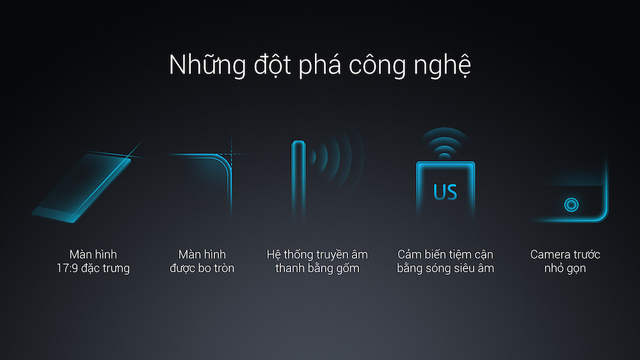 Những đột phá công nghệ
US
Màn hình
17:9 đặc trưng
Màn hình
được bo tròn
Hệ thống truyền âm
thanh bằng gốm
Cảm biến tiệm cận
bằng sóng siêu âm
Camera trước
nhỏ gọn